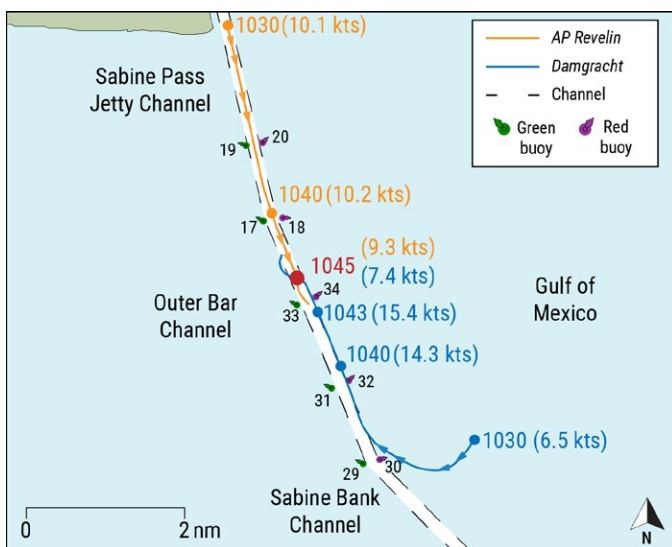 1030 (10.1 kts)
AP Revelin
Damgracht
Channel
Green
buoy
Red
buoy
Sabine Pass
Jetty Channel
19
20
1040 (10.2 kts)
17
18
1045
(9.3 kts)
(7.4 kts)
34
33
1043 (15.4 kts)
Outer Bar
Channel
Gulf of
Mexico
1040 (14.3 kts)
32
31
1030 (6.5 kts)
29
30
Sabine Bank
Channel
0
2 nm
N